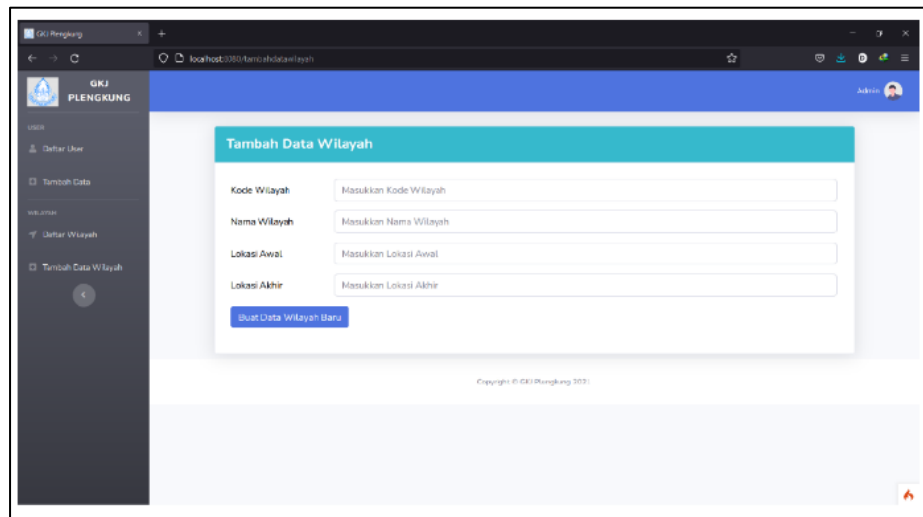 GKJ Plengkung
localhost:8080/tambahdatawilayah
GKJ
PLENGKUNG
Admin
USER
Daftar User
Tambah Data
WILAYAH
Daftar Wilayah
Tambah Data Wilayah
Tambah Data Wilayah
Kode Wilayah
Masukkan Kode Wilayah
Nama Wilayah
Masukkan Nama Wilayah
Lokasi Awal
Masukkan Lokasi Awal
Lokasi Akhir
Masukkan Lokasi Akhir
Buat Data Wilayah Baru
Copyright © GKJ Plengkung 2021